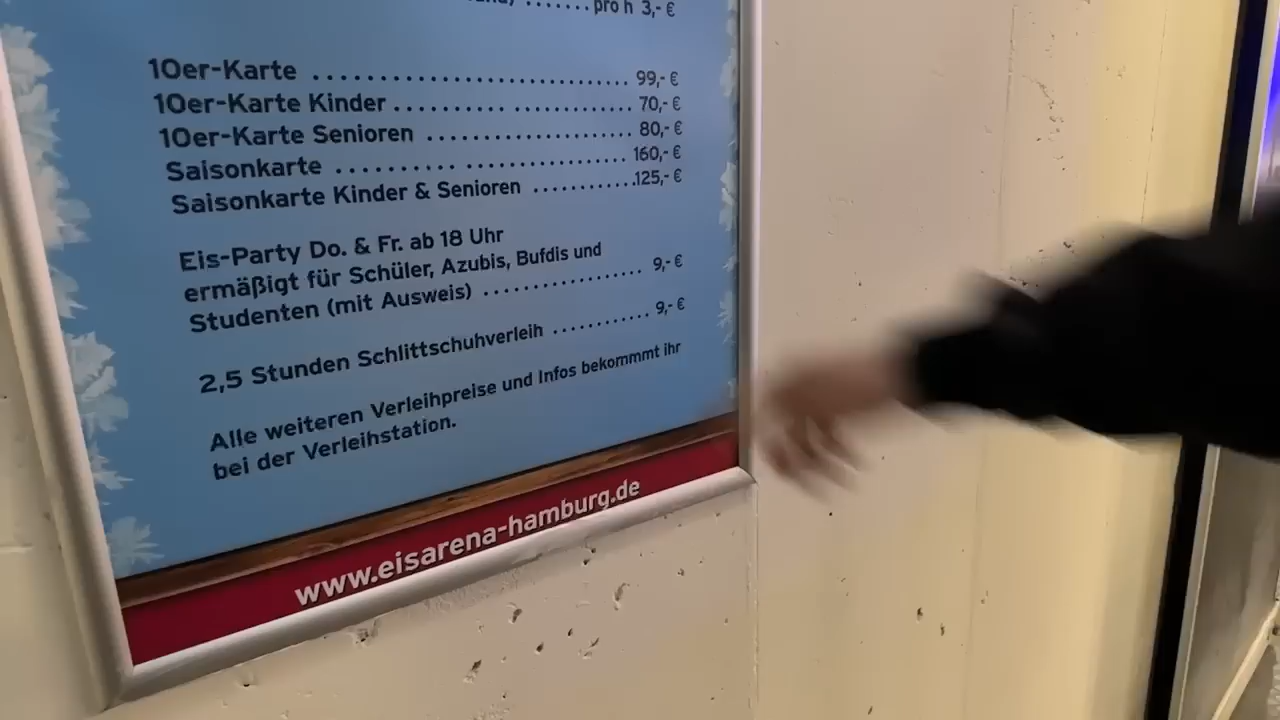 pro h 3,- €
10er-Karte ............................ 99,- €
10er-Karte Kinder .................... 70,- €
10er-Karte Senioren .................. 80,- €
Saisonkarte .......................... 160,- €
Saisonkarte Kinder & Senioren ............ 125,- €
Eis-Party Do. & Fr. ab 18 Uhr
ermäßigt für Schüler, Azubis, Bufdis und
Studenten (mit Ausweis) .............. 9,- €
2,5 Stunden Schlittschuhverleih ............ 9,- €
Alle weiteren Verleihpreise und Infos bekommmt ihr
bei der Verleihstation.
www.eisarena-hamburg.de